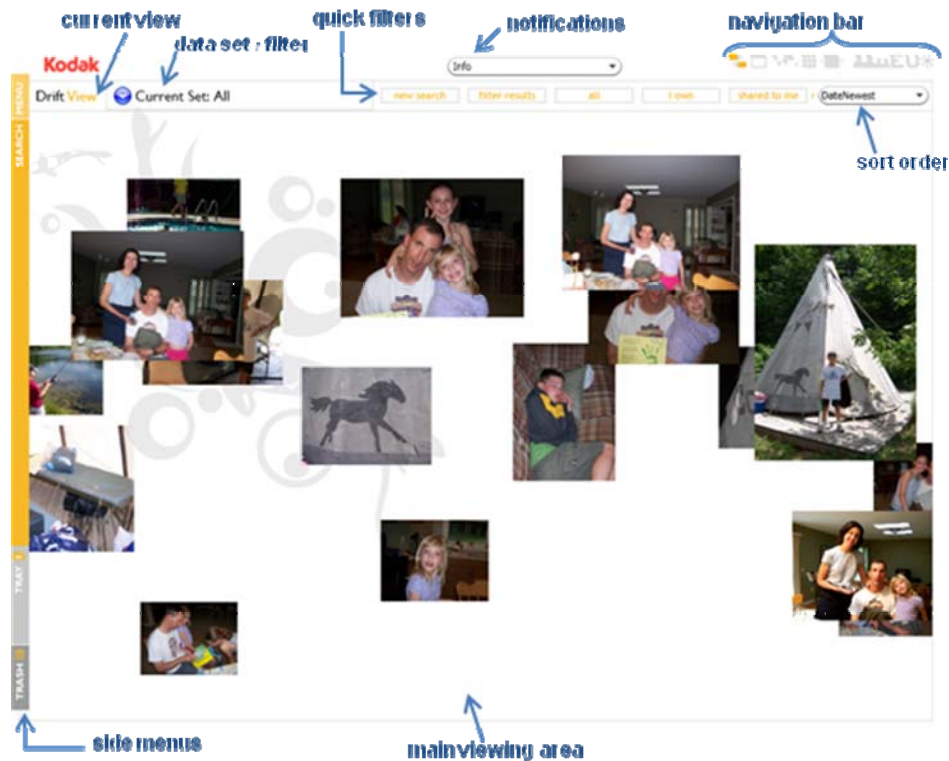 current view
quick filters
notifications
navigation bar
data set / filter
Kodak
Info
Drift View
Current Set: All
new search
filter results
all
I own
shared to me
DateNewest
sort order
MENU
SEARCH
TRAY
TRASH
side menus
main viewing area